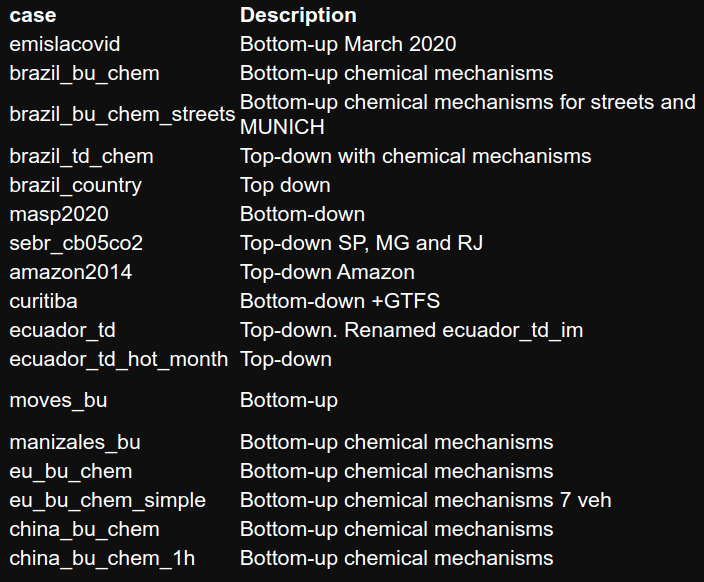 case Description
emislacovid Bottom-up March 2020
brazil_bu_chem Bottom-up chemical mechanisms
brazil_bu_chem_streets Bottom-up chemical mechanisms for streets and
MUNICH
brazil_td_chem Top-down with chemical mechanisms
brazil_country Top down
masp2020 Bottom-down
sebr_cb05co2 Top-down SP, MG and RJ
amazon2014 Top-down Amazon
curitiba Bottom-down +GTFS
ecuador_td Top-down. Renamed ecuador_td_im
ecuador_td_hot_month Top-down
moves_bu Bottom-up
manizales_bu Bottom-up chemical mechanisms
eu_bu_chem Bottom-up chemical mechanisms
eu_bu_chem_simple Bottom-up chemical mechanisms 7 veh
china_bu_chem Bottom-up chemical mechanisms
china_bu_chem_1h Bottom-up chemical mechanisms